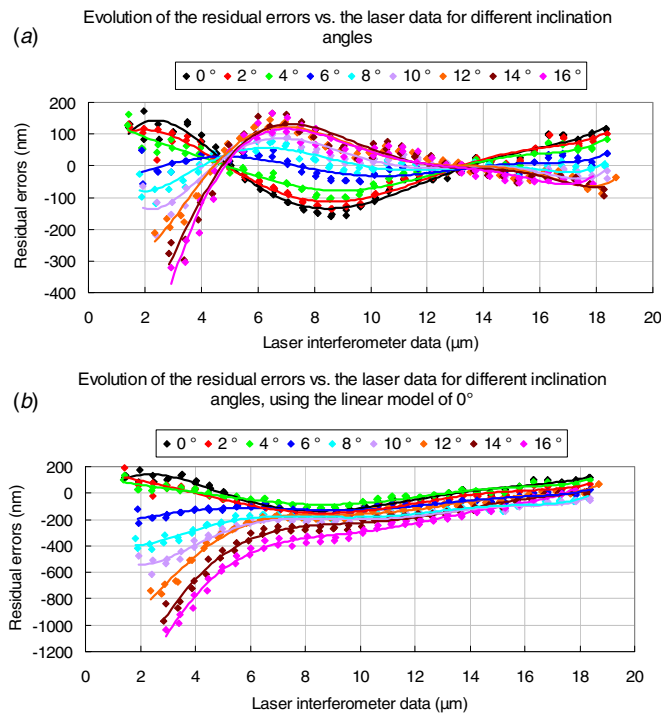 (a)
Evolution of the residual errors vs. the laser data for different inclination
angles
0 ° 2 ° 4 ° 6 ° 8 ° 10 ° 12 ° 14 ° 16 °
200
100
0
-100
-200
-300
-400
Residual errors (nm)
0 2 4 6 8 10 12 14 16 18 20
Laser interferometer data (μm)
(b)
Evolution of the residual errors vs. the laser data for different inclination
angles, using the linear model of 0°
0 ° 2 ° 4 ° 6 ° 8 ° 10 ° 12 ° 14 ° 16 °
200
0
-200
-400
-600
-800
-1000
-1200
Residual errors (nm)
0 2 4 6 8 10 12 14 16 18 20
Laser interferometer data (μm)